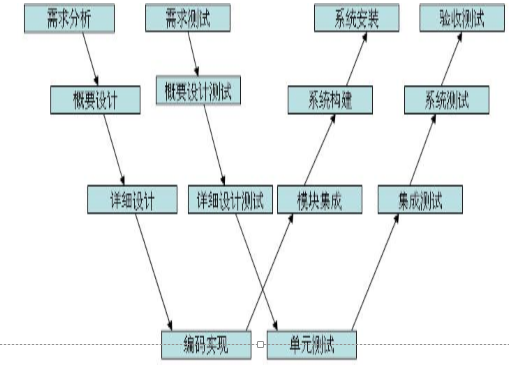 需求分析
需求测试
系统安装
验收测试
概要设计
概要设计测试
系统构建
系统测试
详细设计
详细设计测试
模块集成
集成测试
编码实现
单元测试